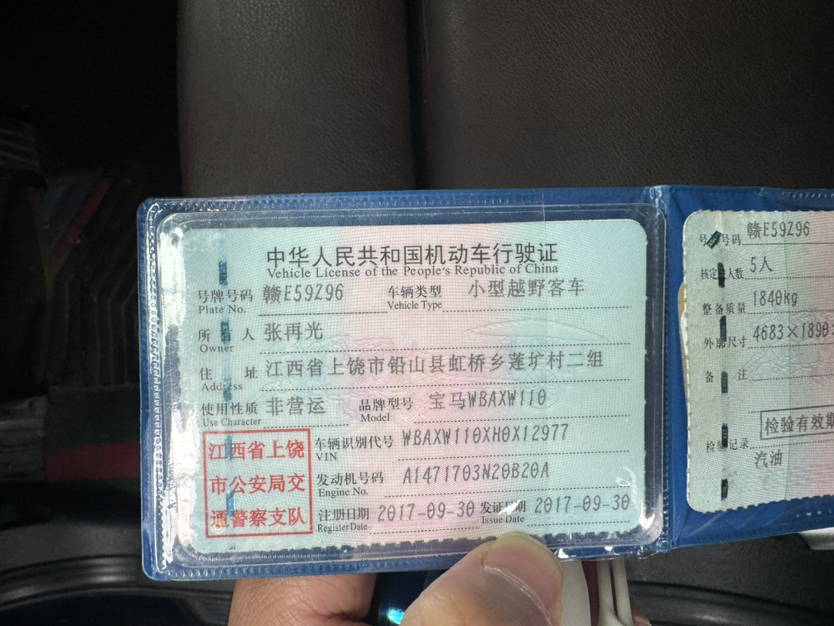 中华人民共和国机动车行驶证
Vehicle License of the People's Republic of China
号牌号码 赣E59Z96 车辆类型 小型越野客车
Plate No. Vehicle Type
所有人 张再光
Owner
住 址 江西省上饶市铅山县虹桥乡莲圹村二组
Address
使用性质 非营运 品牌型号 宝马WBAXW110
Use Character Model
江西省上饶
市公安局交
通警察支队
车辆识别代号 WBAXW110XH0X12977
VIN
发动机号码 A1471703N20B20A
Engine No.
注册日期 2017-09-30 发证日期 2017-09-30
Register Date Issue Date
号牌号码 赣E59Z96
核定载人数 5人
整备质量 1840kg
外廓尺寸 4683×1890
备 注
检验有效期
检验记录
汽油